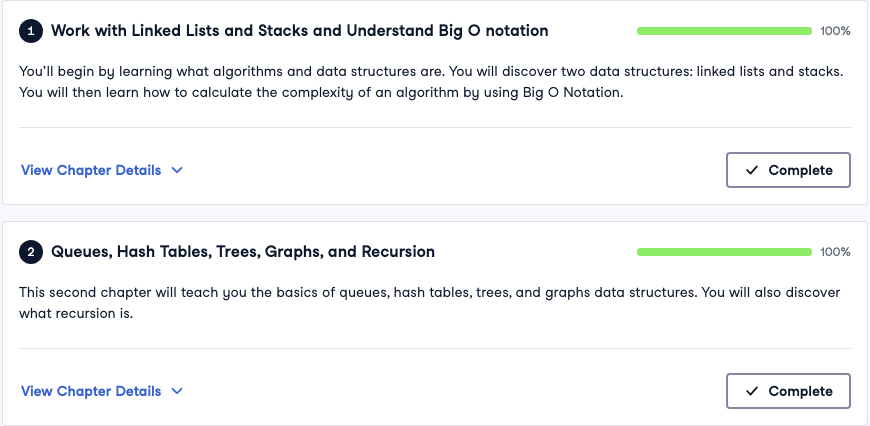 1 Work with Linked Lists and Stacks and Understand Big O notation 100%
You’ll begin by learning what algorithms and data structures are. You will discover two data structures: linked lists and stacks.
You will then learn how to calculate the complexity of an algorithm by using Big O Notation.
View Chapter Details Complete
2 Queues, Hash Tables, Trees, Graphs, and Recursion 100%
This second chapter will teach you the basics of queues, hash tables, trees, and graphs data structures. You will also discover
what recursion is.
View Chapter Details Complete